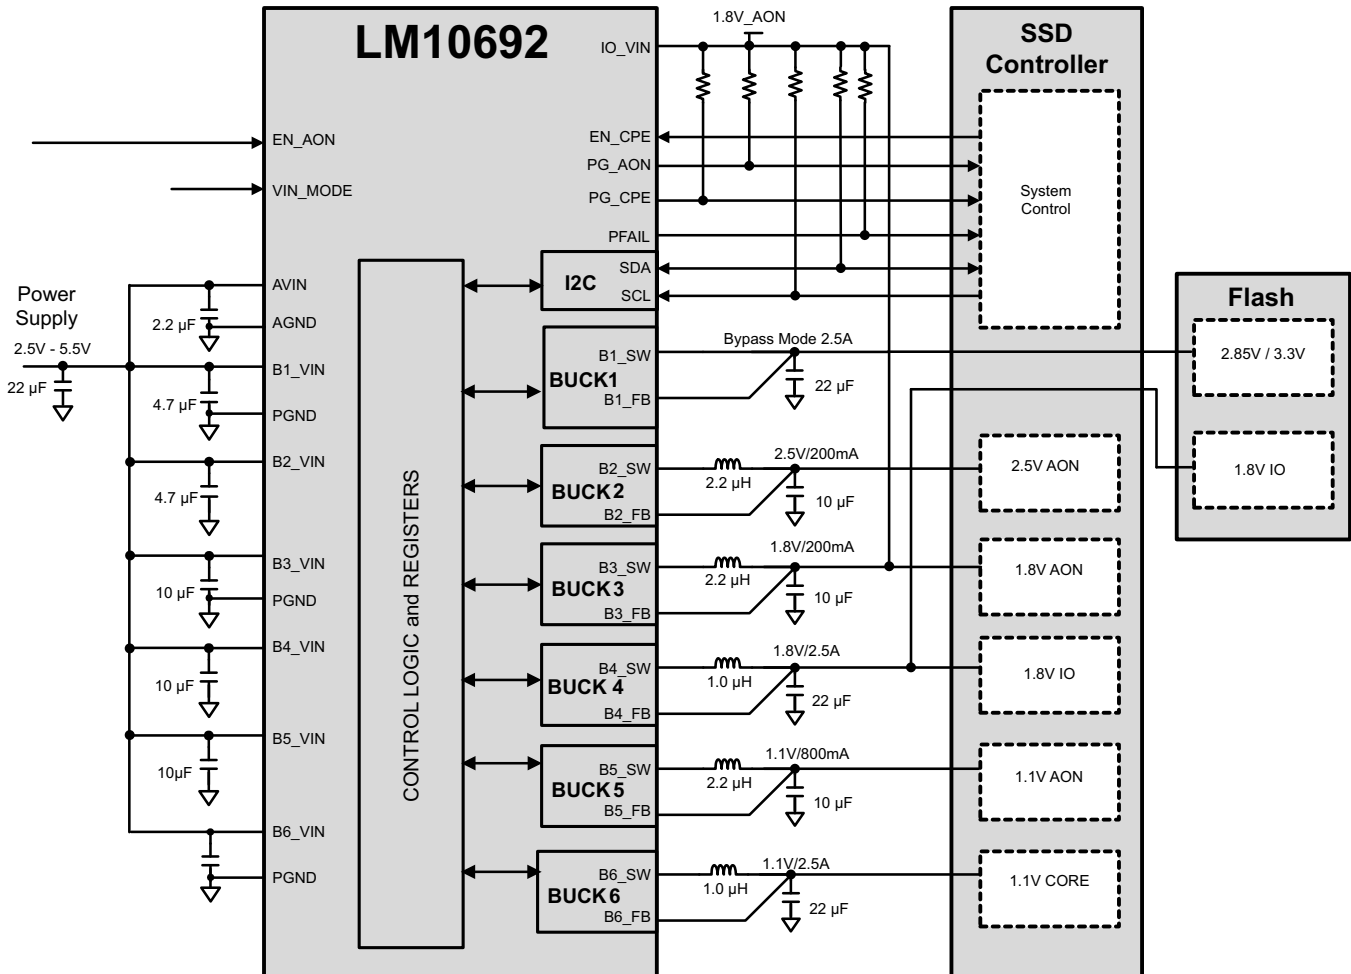 LM10692
1.8V_AON
IO_VIN
SSD
Controller
EN_AON
VIN_MODE
EN_CPE
PG_AON
PG_CPE
PFAIL
System
Control
I2C
SDA
SCL
Power
Supply
2.5V - 5.5V
22 µF
AVIN
2.2 µF
AGND
B1_VIN
4.7 µF
PGND
B2_VIN
4.7 µF
B3_VIN
10 µF
PGND
B4_VIN
10 µF
B5_VIN
10µF
B6_VIN
PGND
CONTROL LOGIC and REGISTERS
BUCK1
B1_SW
B1_FB
Bypass Mode 2.5A
22 µF
BUCK2
B2_SW
B2_FB
2.2 µH
2.5V/200mA
10 µF
2.5V AON
BUCK3
B3_SW
B3_FB
2.2 µH
1.8V/200mA
10 µF
1.8V AON
BUCK 4
B4_SW
B4_FB
1.0 µH
1.8V/2.5A
22 µF
1.8V IO
BUCK5
B5_SW
B5_FB
2.2 µH
1.1V/800mA
10 µF
1.1V AON
BUCK6
B6_SW
B6_FB
1.0 µH
1.1V/2.5A
22 µF
1.1V CORE
Flash
2.85V / 3.3V
1.8V IO